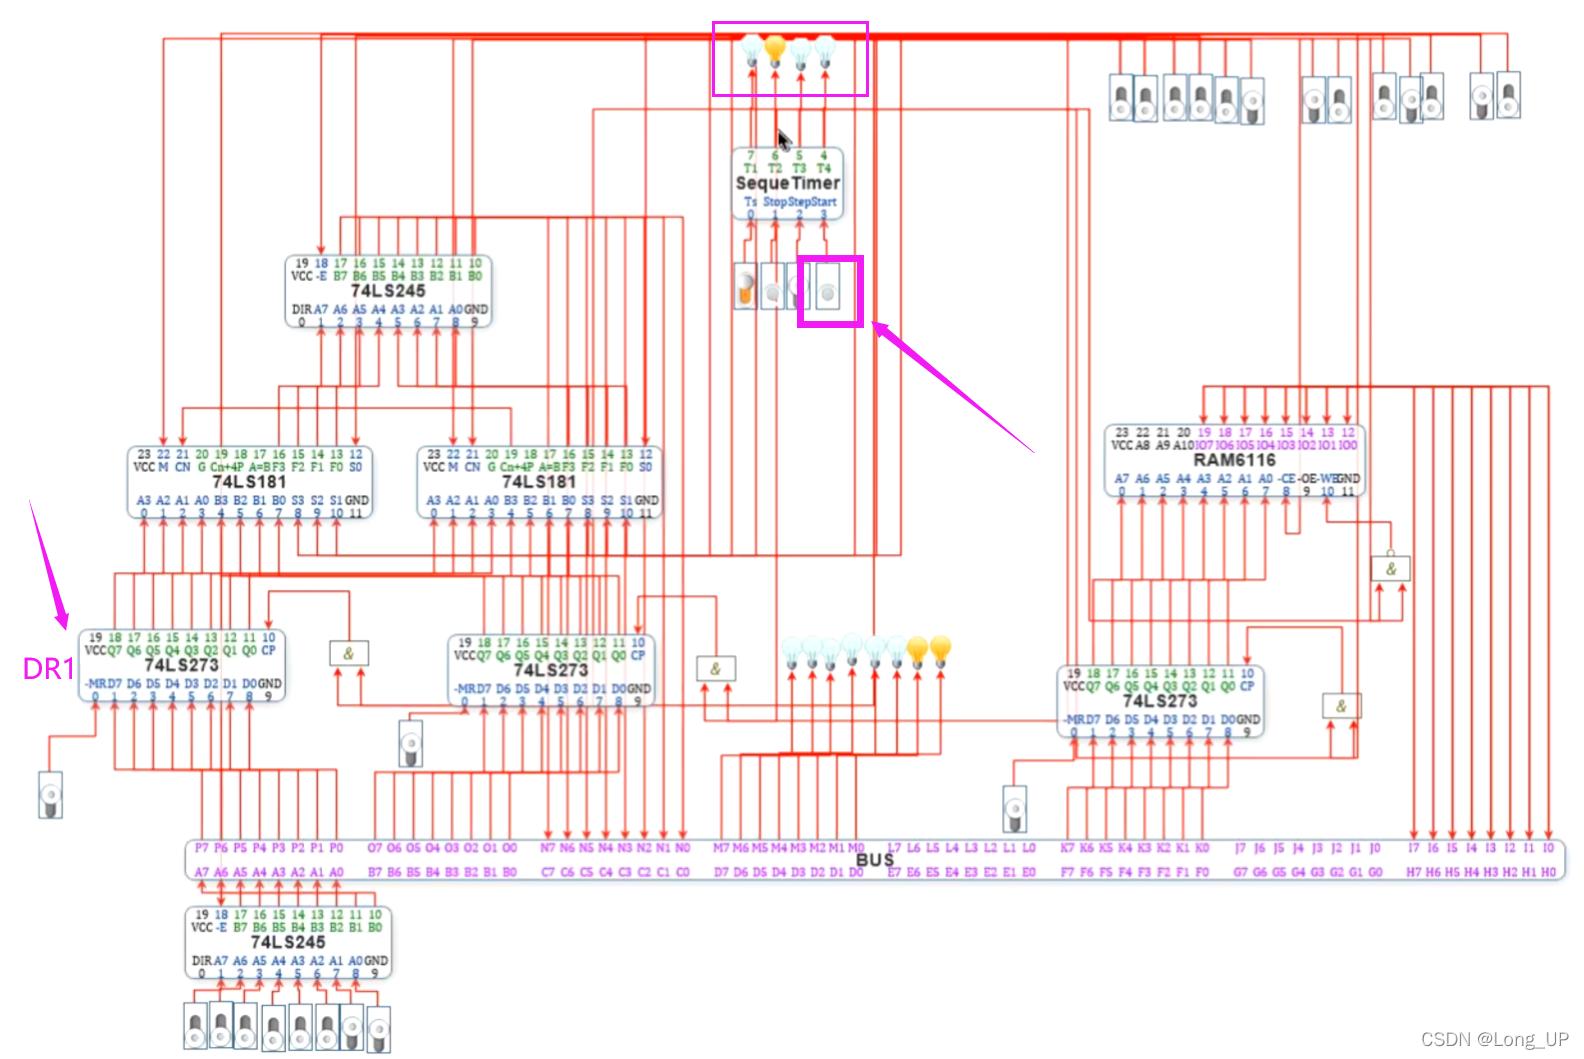 7 6 5 4
T1 T2 T3 T4
SequeTimer
Ts Stop Step Start
0 1 2 3
19 18 17 16 15 14 13 12 11 10
VCC -E B7 B6 B5 B4 B3 B2 B1 B0
74LS245
DIR A7 A6 A5 A4 A3 A2 A1 A0 GND
0 1 2 3 4 5 6 7 8 9
23 22 21 20 19 18 17 16 15 14 13 12
VCC M CN G Cn+4 P A=B F3 F2 F1 F0 S0
74LS181
A3 A2 A1 A0 B3 B2 B1 B0 S3 S2 S1 GND
0 1 2 3 4 5 6 7 8 9 10 11
23 22 21 20 19 18 17 16 15 14 13 12
VCC M CN G Cn+4 P A=B F3 F2 F1 F0 S0
74LS181
A3 A2 A1 A0 B3 B2 B1 B0 S3 S2 S1 GND
0 1 2 3 4 5 6 7 8 9 10 11
23 22 21 20 19 18 17 16 15 14 13 12
VCC A8 A9 A10 IO7 IO6 IO5 IO4 IO3 IO2 IO1 IO0
RAM6116
A7 A6 A5 A4 A3 A2 A1 A0 -CE -OE -WE GND
0 1 2 3 4 5 6 7 8 9 10 11
&
DR1
19 18 17 16 15 14 13 12 11 10
VCC Q7 Q6 Q5 Q4 Q3 Q2 Q1 Q0 CP
74LS273
-MR D7 D6 D5 D4 D3 D2 D1 D0 GND
0 1 2 3 4 5 6 7 8 9
&
19 18 17 16 15 14 13 12 11 10
VCC Q7 Q6 Q5 Q4 Q3 Q2 Q1 Q0 CP
74LS273
-MR D7 D6 D5 D4 D3 D2 D1 D0 GND
0 1 2 3 4 5 6 7 8 9
&
19 18 17 16 15 14 13 12 11 10
VCC Q7 Q6 Q5 Q4 Q3 Q2 Q1 Q0 CP
74LS273
-MR D7 D6 D5 D4 D3 D2 D1 D0 GND
0 1 2 3 4 5 6 7 8 9
&
P7 P6 P5 P4 P3 P2 P1 P0 O7 O6 O5 O4 O3 O2 O1 O0 N7 N6 N5 N4 N3 N2 N1 N0 M7 M6 M5 M4 M3 M2 M1 M0 L7 L6 L5 L4 L3 L2 L1 L0 K7 K6 K5 K4 K3 K2 K1 K0 J7 J6 J5 J4 J3 J2 J1 J0 I7 I6 I5 I4 I3 I2 I1 I0
BUS
A7 A6 A5 A4 A3 A2 A1 A0 B7 B6 B5 B4 B3 B2 B1 B0 C7 C6 C5 C4 C3 C2 C1 C0 D7 D6 D5 D4 D3 D2 D1 D0 E7 E6 E5 E4 E3 E2 E1 E0 F7 F6 F5 F4 F3 F2 F1 F0 G7 G6 G5 G4 G3 G2 G1 G0 H7 H6 H5 H4 H3 H2 H1 H0
19 18 17 16 15 14 13 12 11 10
VCC -E B7 B6 B5 B4 B3 B2 B1 B0
74LS245
DIR A7 A6 A5 A4 A3 A2 A1 A0 GND
0 1 2 3 4 5 6 7 8 9
CSDN @Long_UP